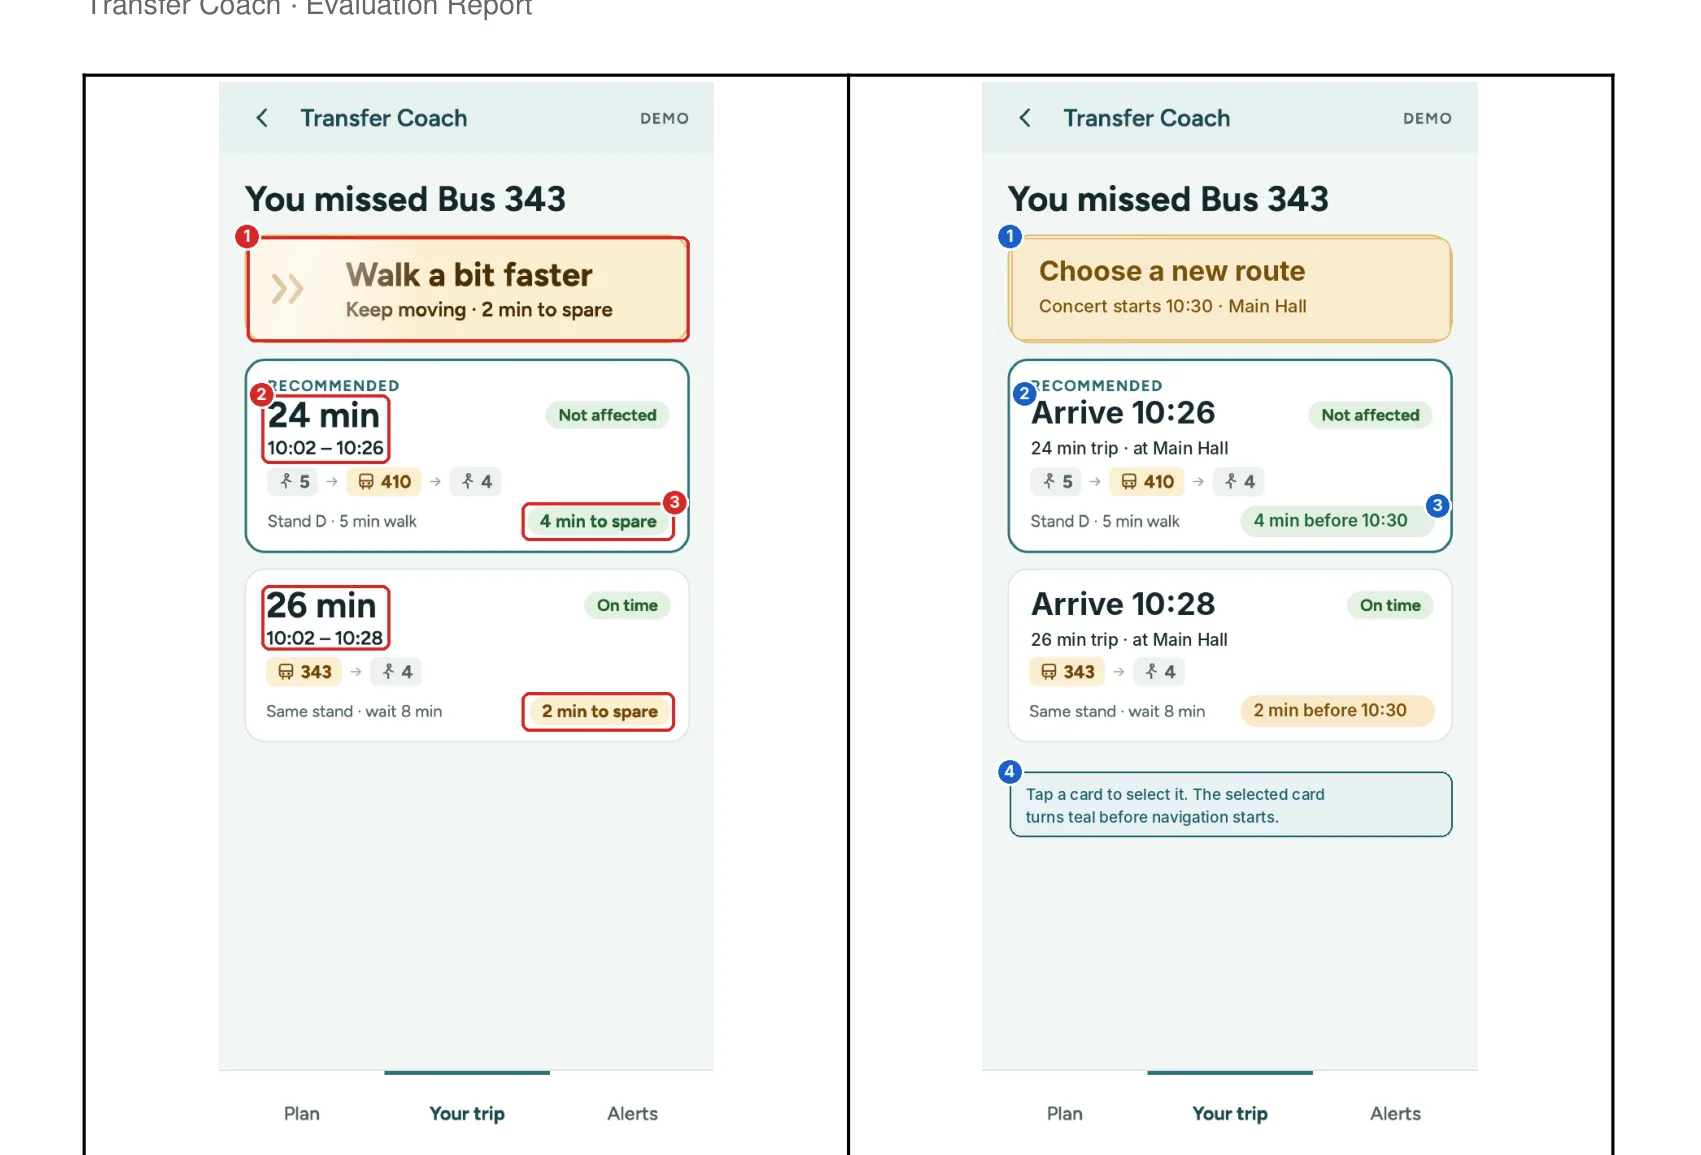 Transfer Coach · Evaluation Report
Transfer Coach
DEMO
You missed Bus 343
1
Walk a bit faster
Keep moving · 2 min to spare
RECOMMENDED
2
24 min
Not affected
10:02 – 10:26
5 → 410 → 4
3
Stand D · 5 min walk
4 min to spare
26 min
On time
10:02 – 10:28
343 → 4
Same stand · wait 8 min
2 min to spare
Plan
Your trip
Alerts
Transfer Coach
DEMO
You missed Bus 343
1
Choose a new route
Concert starts 10:30 · Main Hall
RECOMMENDED
2
Arrive 10:26
Not affected
24 min trip · at Main Hall
5 → 410 → 4
3
Stand D · 5 min walk
4 min before 10:30
Arrive 10:28
On time
26 min trip · at Main Hall
343 → 4
Same stand · wait 8 min
2 min before 10:30
4
Tap a card to select it. The selected card
turns teal before navigation starts.
Plan
Your trip
Alerts